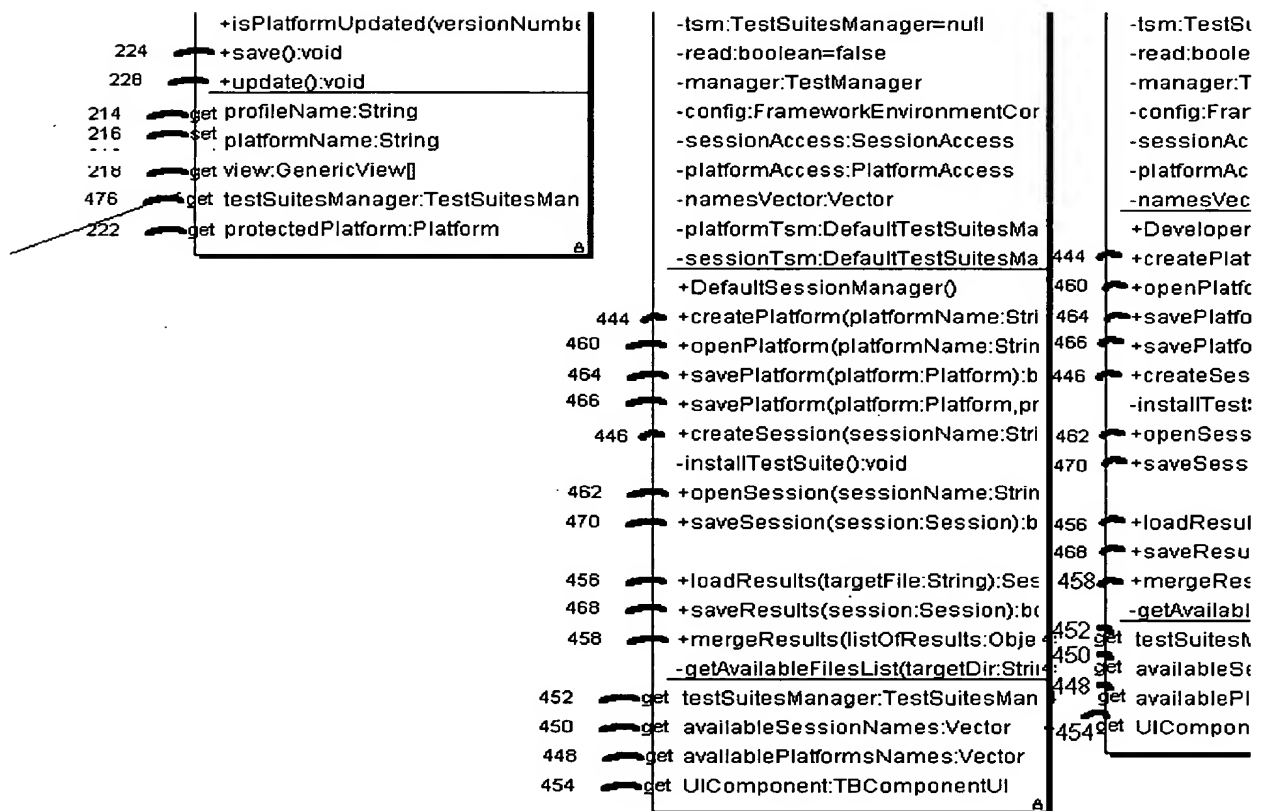 +isPlatformUpdated(versionNumbe
224 +save():void
228 +update():void
214 get profileName:String
216 set platformName:String
218 get view:GenericView[]
476 get testSuitesManager:TestSuitesMan
222 get protectedPlatform:Platform
-tsm:TestSuitesManager=null
-read:boolean=false
-manager:TestManager
-config:FrameworkEnvironmentCor
-sessionAccess:SessionAccess
-platformAccess:PlatformAccess
-namesVector:Vector
-platformTsm:DefaultTestSuitesMa
-sessionTsm:DefaultTestSuitesMa
+DefaultSessionManager()
444 +createPlatform(platformName:Stri
460 +openPlatform(platformName:Strin
464 +savePlatform(platform:Platform):b
466 +savePlatform(platform:Platform,pr
446 +createSession(sessionName:Stri
-installTestSuite():void
462 +openSession(sessionName:Strin
470 +saveSession(session:Session):b
456 +loadResults(targetFile:String):Ses
468 +saveResults(session:Session):bo
458 +mergeResults(listOfResults:Obje
-getAvailableFilesList(targetDir:Strin
452 get testSuitesManager:TestSuitesMan
450 get availableSessionNames:Vector
448 get availablePlatformsNames:Vector
454 get UIComponent:TBComponentUI
-tsm:TestSu
-read:boole
-manager:T
-config:Frar
-sessionAc
-platformAc
-namesVec
+Developer
444 +createPlat
460 +openPlatfo
464 +savePlatfo
466 +savePlatfo
446 +createSes
-installTest
462 +openSess
470 +saveSess
456 +loadResul
468 +saveResu
458 +mergeRes
-getAvailabl
452 get testSuitesM
450 get availableSe
448 get availablePl
454 get UICompon